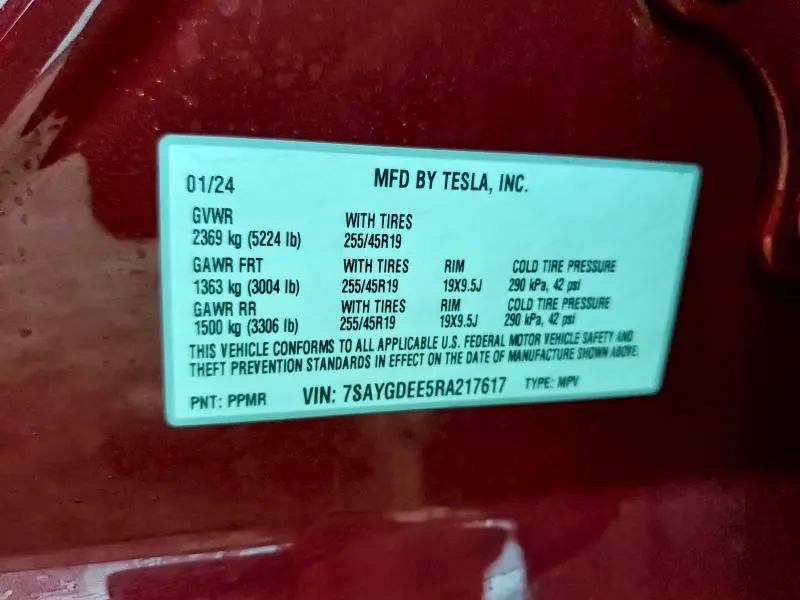 01/24 MFD BY TESLA, INC.
GVWR WITH TIRES
2369 kg (5224 lb) 255/45R19
GAWR FRT WITH TIRES RIM COLD TIRE PRESSURE
1363 kg (3004 lb) 255/45R19 19X9.5J 290 kPa, 42 psi
GAWR RR WITH TIRES RIM COLD TIRE PRESSURE
1500 kg (3306 lb) 255/45R19 19X9.5J 290 kPa, 42 psi
THIS VEHICLE CONFORMS TO ALL APPLICABLE U.S. FEDERAL MOTOR VEHICLE SAFETY AND
THEFT PREVENTION STANDARDS IN EFFECT ON THE DATE OF MANUFACTURE SHOWN ABOVE.
PNT: PPMR VIN: 7SAYGDEE5RA217617 TYPE: MPV